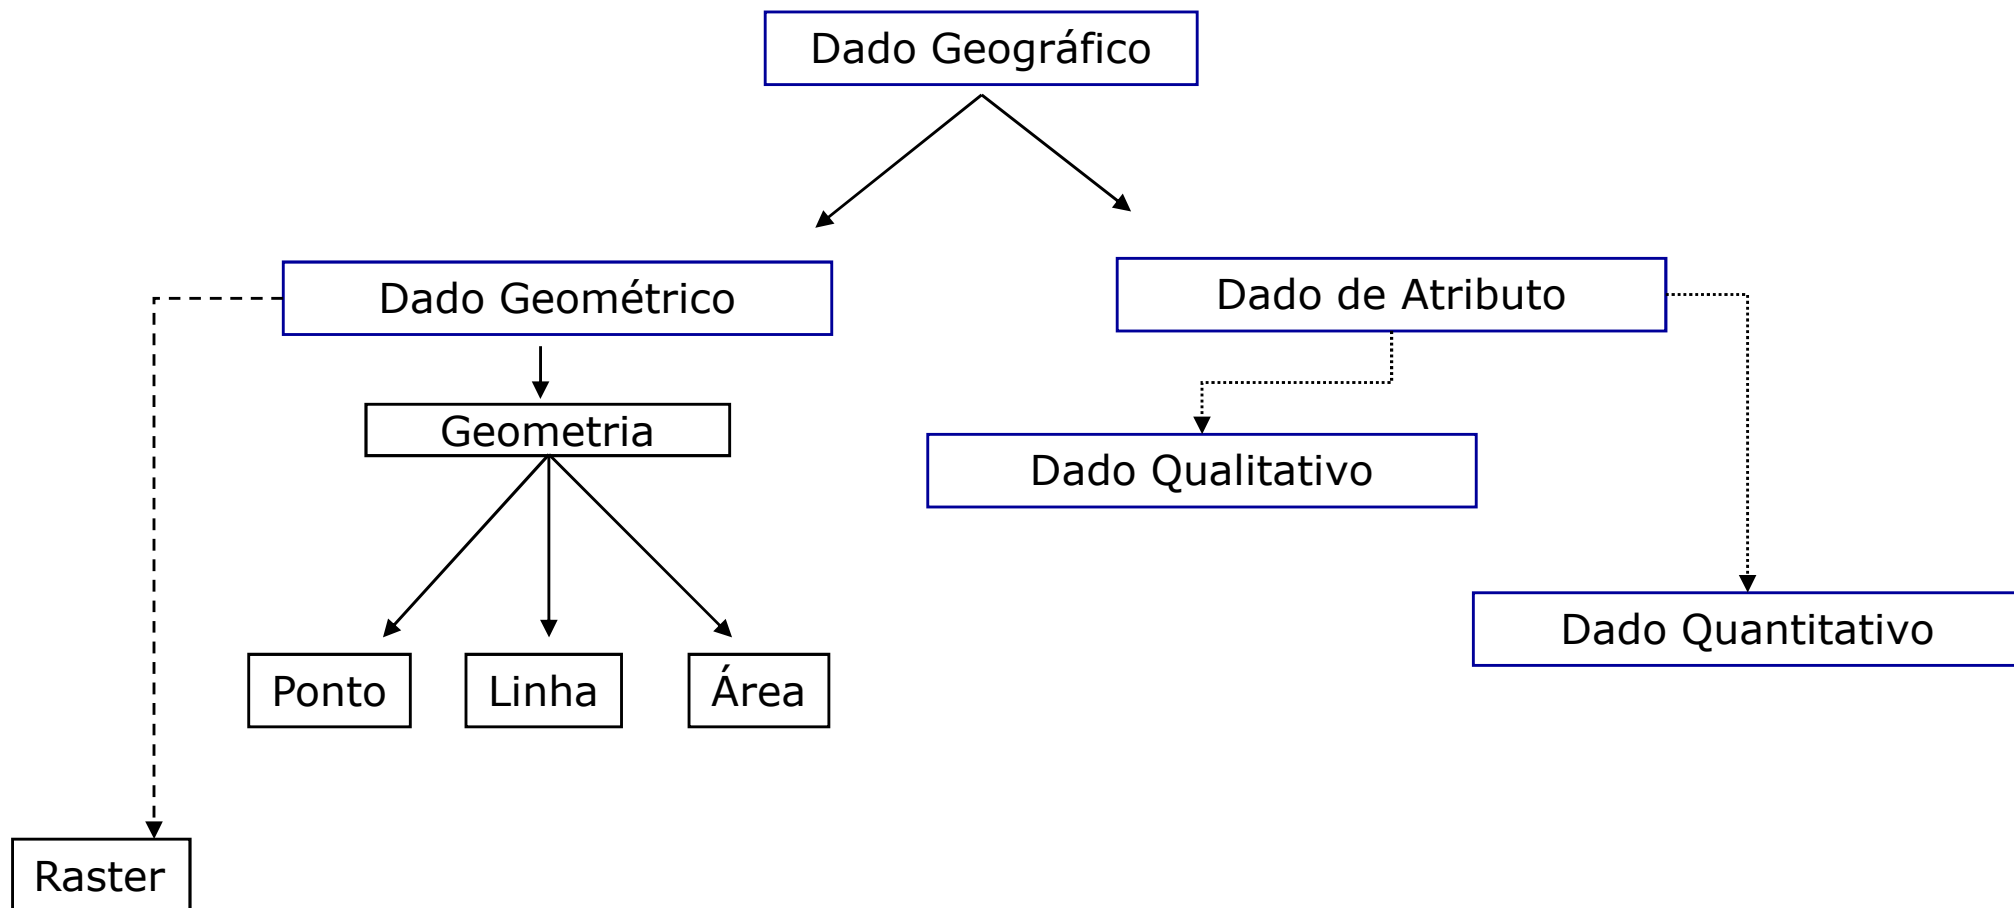 Dado Geográfico
Dado Geométrico
Dado de Atributo
Geometria
Dado Qualitativo
Dado Quantitativo
Ponto
Linha
Área
Raster